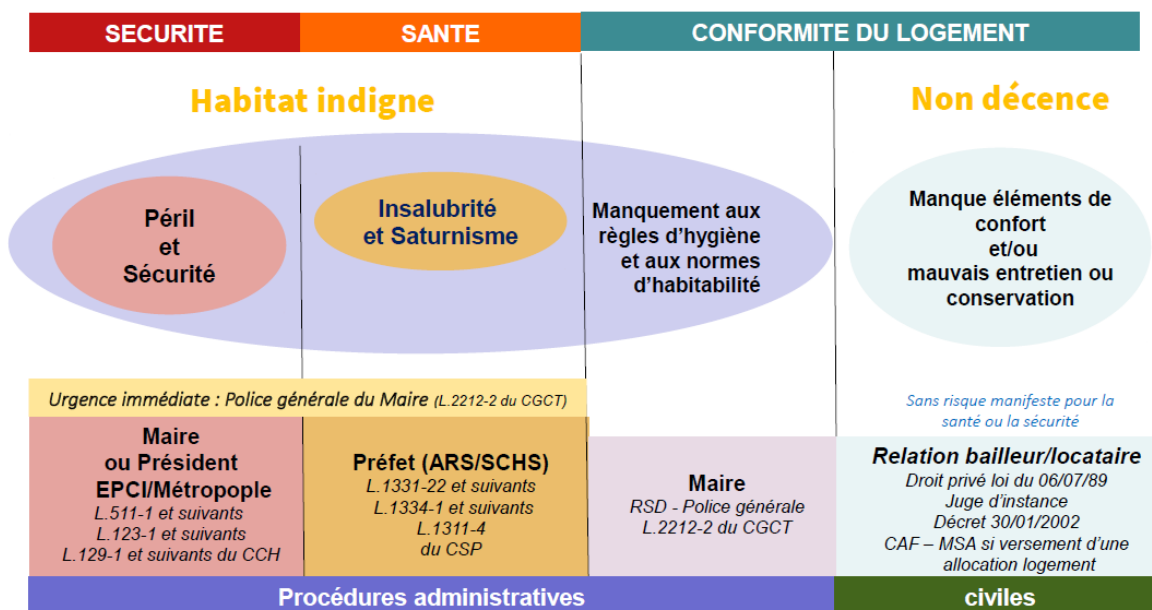 SECURITE
SANTE
CONFORMITE DU LOGEMENT
Habitat indigne
Non décence
Péril
et
Sécurité
Insalubrité
et Saturnisme
Manquement aux
règles d'hygiène
et aux normes
d'habitabilité
Manque éléments de
confort
et/ou
mauvais entretien ou
conservation
Urgence immédiate : Police générale du Maire (L.2212-2 du CGCT)
Sans risque manifeste pour la
santé ou la sécurité
Maire
ou Président
EPCI/Métropople
L.511-1 et suivants
L.123-1 et suivants
L.129-1 et suivants du CCH
Préfet (ARS/SCHS)
L.1331-22 et suivants
L.1334-1 et suivants
L.1311-4
du CSP
Maire
RSD - Police générale
L.2212-2 du CGCT
Relation bailleur/locataire
Droit privé loi du 06/07/89
Juge d'instance
Décret 30/01/2002
CAF – MSA si versement d'une
allocation logement
Procédures administratives
civiles